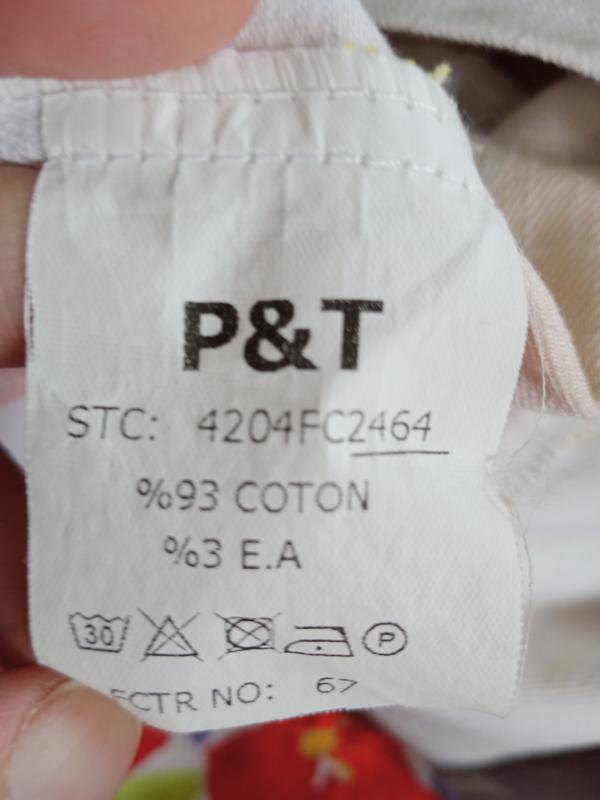 P&T
STC: 4204FC2464
%93 COTON
%3 E.A
30 P
FCTR NO: 67